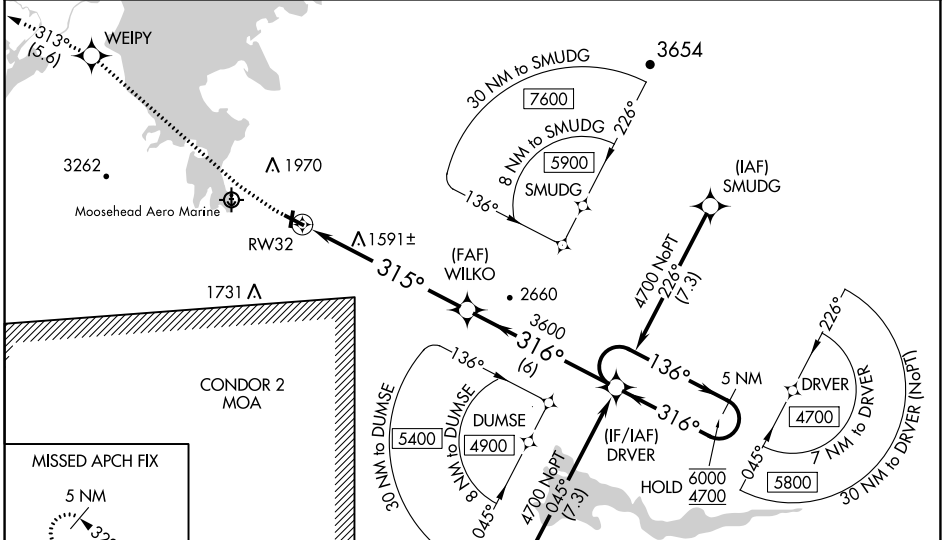 313°
(5.6)
WEIPY
3262
Moosehead Aero Marine
1970
RW32
1591±
315°
(FAF)
WILKO
2660
1731
CONDOR 2
MOA
3600
316°
(6)
30 NM to SMUDG
7600
8 NM to SMUDG
5900
SMUDG
226°
136°
3654
(IAF)
SMUDG
4700 NoPT
226°
(7.3)
136°
5 NM
316°
(IF/IAF)
DRVER
HOLD
6000
4700
226°
DRVER
4700
7 NM to DRVER
045°
5800
30 NM to DRVER (NoPT)
136°
DUMSE
5400
4900
30 NM to DUMSE
8 NM to DUMSE
045°
4700 NoPT
045°
(7.3)
MISSED APCH FIX
5 NM